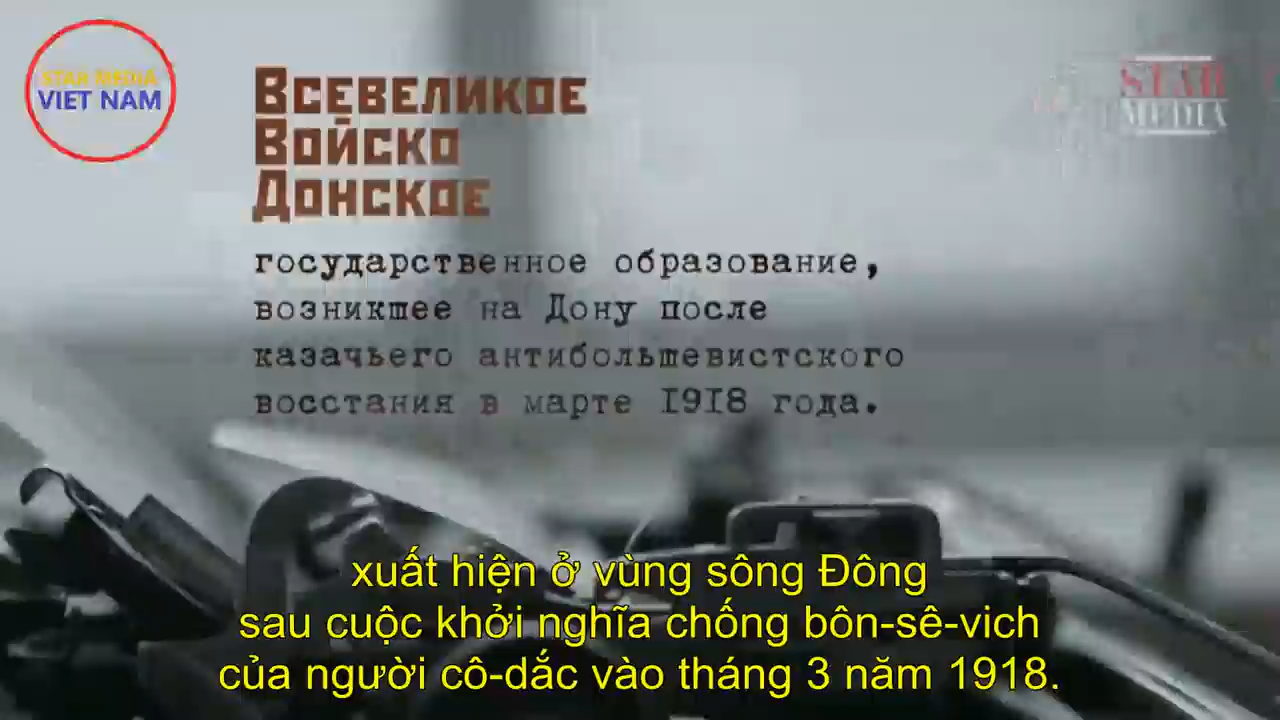 STAR MEDIA
VIET NAM
STAR
MEDIA
Всевеликое
Войско
Донское
государственное образование,
возникшее на Дону после
казачьего антибольшевистского
восстания в марте 1918 года.
xuất hiện ở vùng sông Đông
sau cuộc khởi nghĩa chống bôn-sê-vich
của người cô-dắc vào tháng 3 năm 1918.